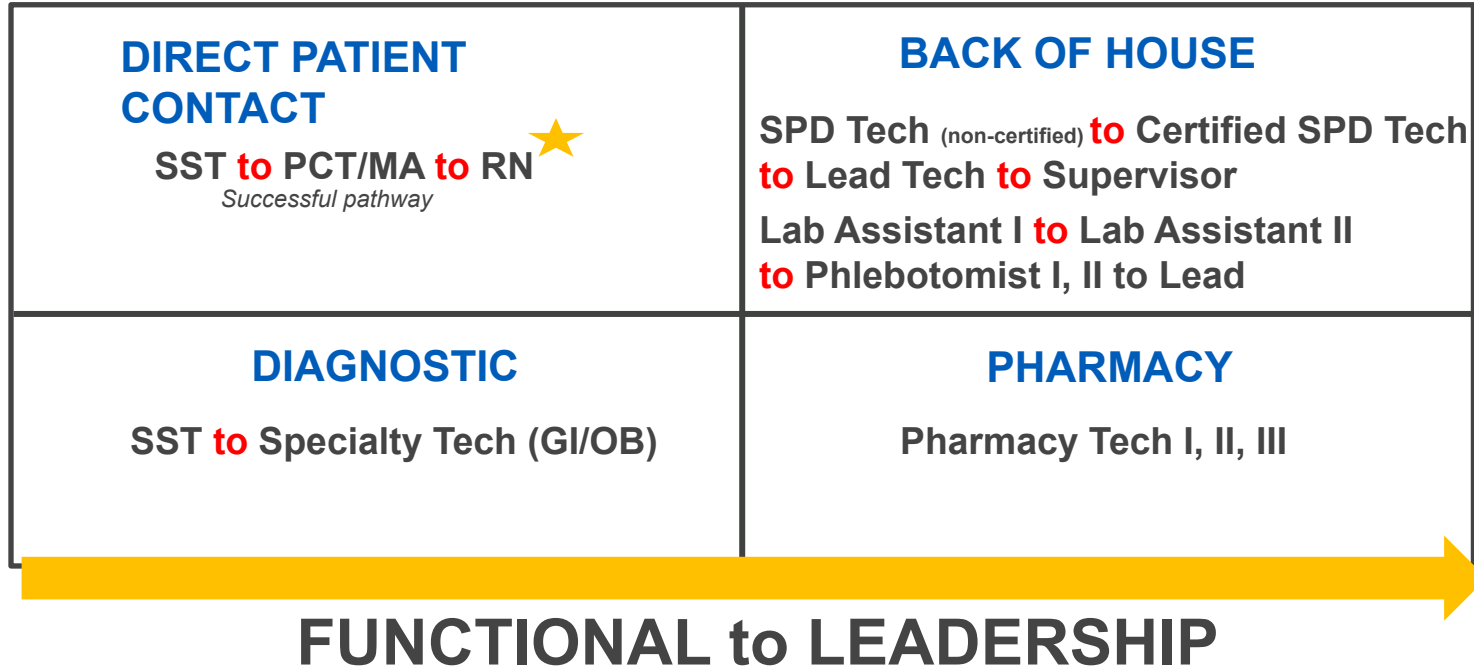 DIRECT PATIENT
CONTACT
SST to PCT/MA to RN
Successful pathway
BACK OF HOUSE
SPD Tech (non-certified) to Certified SPD Tech
to Lead Tech to Supervisor
Lab Assistant I to Lab Assistant II
to Phlebotomist I, II to Lead
DIAGNOSTIC
SST to Specialty Tech (GI/OB)
PHARMACY
Pharmacy Tech I, II, III
FUNCTIONAL to LEADERSHIP